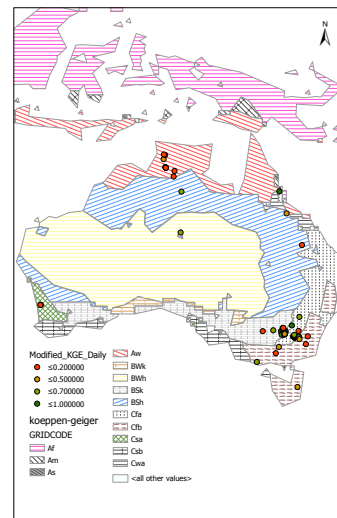 N
Modified_KGE_Daily
≤0.200000
≤0.500000
≤0.700000
≤1.000000
koeppen-geiger
GRIDCODE
Af
Am
As
Aw
BWk
BWh
BSk
BSh
Cfa
Cfb
Csa
Csb
Cwa
<all other values>